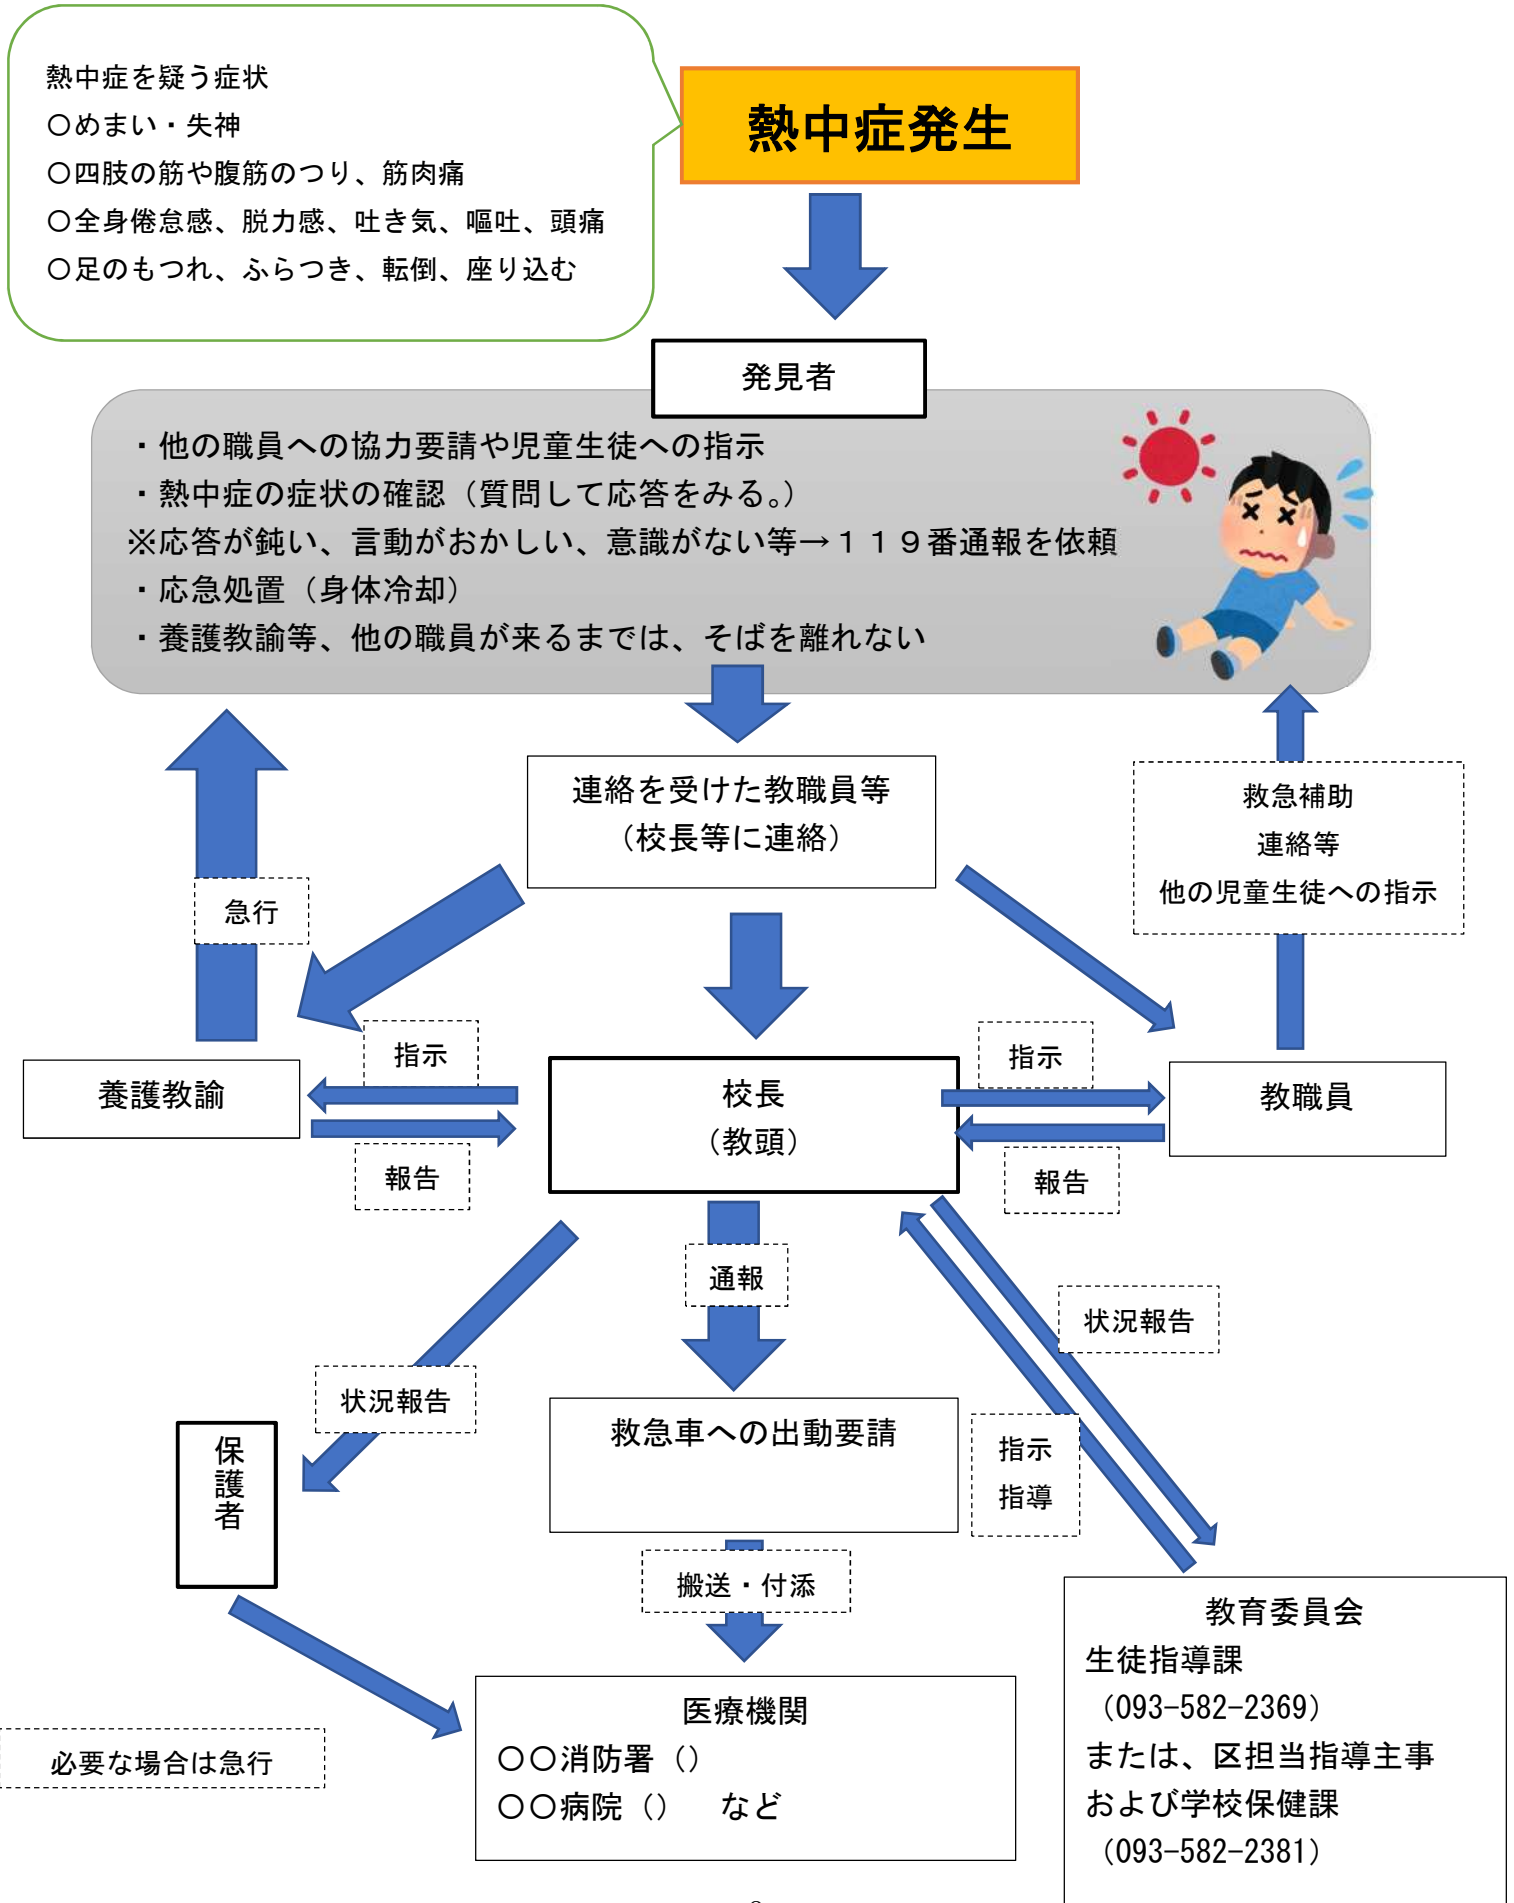 熱中症を疑う症状
〇めまい・失神
〇四肢の筋や腹筋のつり、筋肉痛
〇全身倦怠感、脱力感、吐き気、嘔吐、頭痛
〇足のもつれ、ふらつき、転倒、座り込む
熱中症発生
発見者
・他の職員への協力要請や児童生徒への指示
・熱中症の症状の確認（質問して応答をみる。）
※応答が鈍い、言動がおかしい、意識がない等→１１９番通報を依頼
・応急処置（身体冷却）
・養護教諭等、他の職員が来るまでは、そばを離れない
連絡を受けた教職員等
（校長等に連絡）
救急補助
連絡等
他の児童生徒への指示
急行
養護教諭
指示
報告
校長
（教頭）
指示
報告
教職員
通報
状況報告
状況報告
指示
指導
保護者
救急車への出動要請
搬送・付添
必要な場合は急行
医療機関
〇〇消防署（）
〇〇病院（）　など
教育委員会
生徒指導課
（093-582-2369）
または、区担当指導主事
および学校保健課
（093-582-2381）